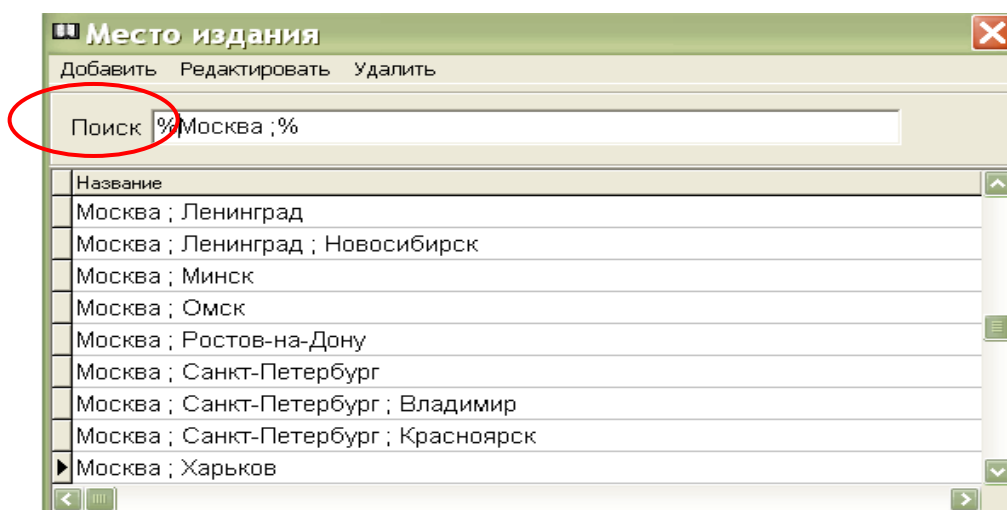 Место издания
Добавить Редактировать Удалить
Поиск %Москва ;%
Название
Москва ; Ленинград
Москва ; Ленинград ; Новосибирск
Москва ; Минск
Москва ; Омск
Москва ; Ростов-на-Дону
Москва ; Санкт-Петербург
Москва ; Санкт-Петербург ; Владимир
Москва ; Санкт-Петербург ; Красноярск
Москва ; Харьков